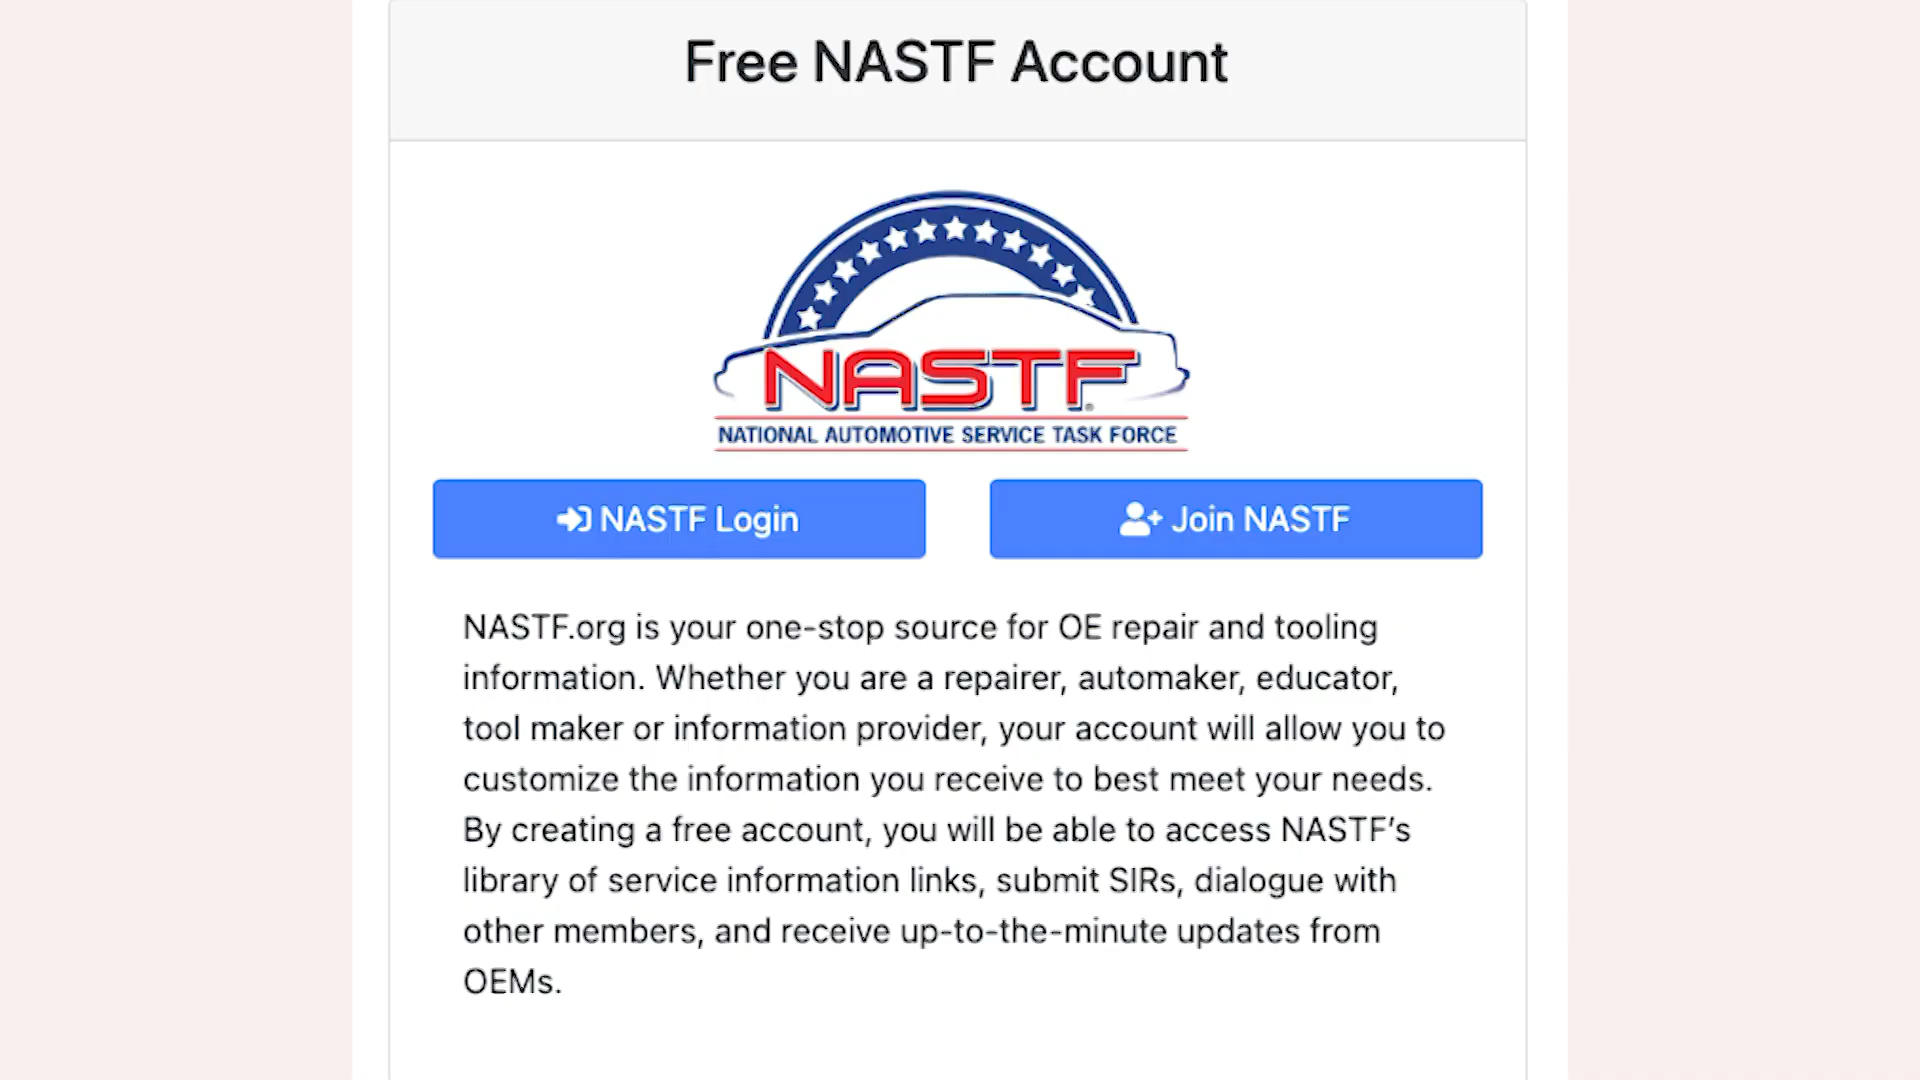 Free NASTF Account
NASTF®
NATIONAL AUTOMOTIVE SERVICE TASK FORCE
NASTF Login
Join NASTF
NASTF.org is your one-stop source for OE repair and tooling
information. Whether you are a repairer, automaker, educator,
tool maker or information provider, your account will allow you to
customize the information you receive to best meet your needs.
By creating a free account, you will be able to access NASTF’s
library of service information links, submit SIRs, dialogue with
other members, and receive up-to-the-minute updates from
OEMs.